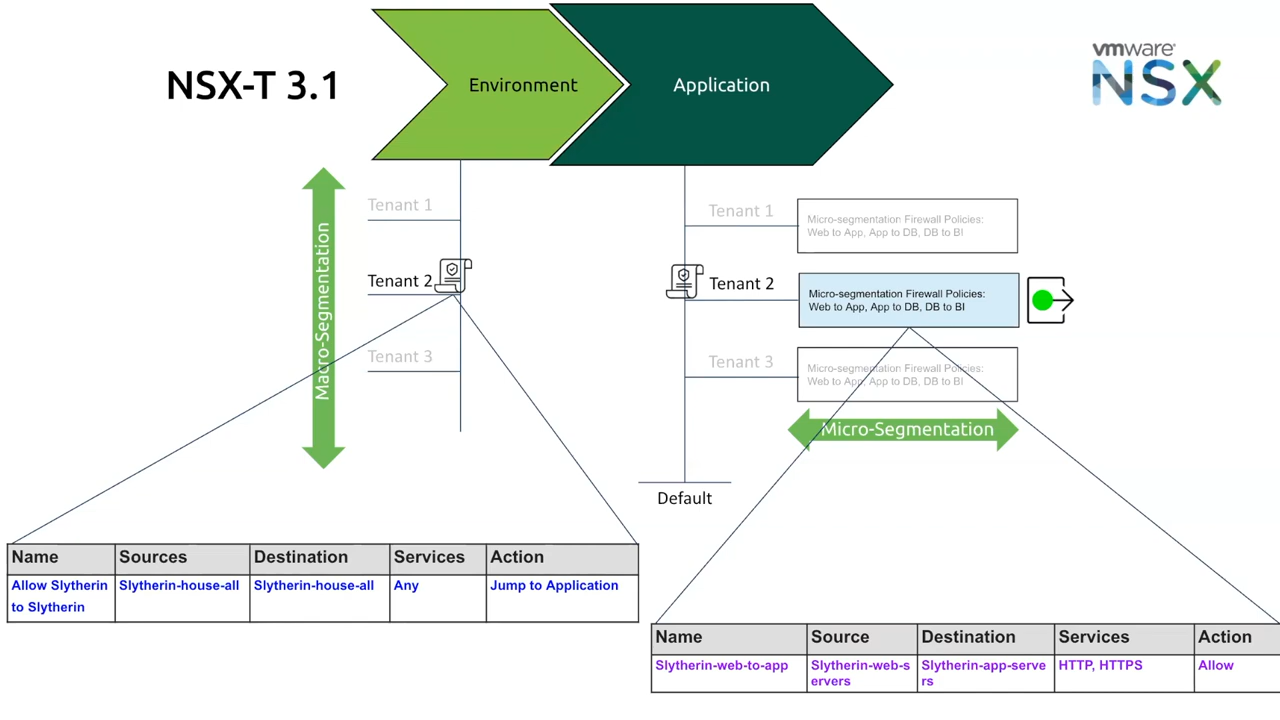 NSX-T 3.1
Environment
Application
vmware®
NSX
Macro-Segmentation
Tenant 1
Tenant 2
Tenant 3
Tenant 1
Micro-segmentation Firewall Policies:
Web to App, App to DB, DB to BI
Tenant 2
Micro-segmentation Firewall Policies:
Web to App, App to DB, DB to BI
Tenant 3
Micro-segmentation Firewall Policies:
Web to App, App to DB, DB to BI
Micro-Segmentation
Default
Name Sources Destination Services Action
Allow Slytherin Slytherin-house-all Slytherin-house-all Any Jump to Application
to Slytherin
Name Source Destination Services Action
Slytherin-web-to-app Slytherin-web-s Slytherin-app-serve HTTP, HTTPS Allow
ervers rs